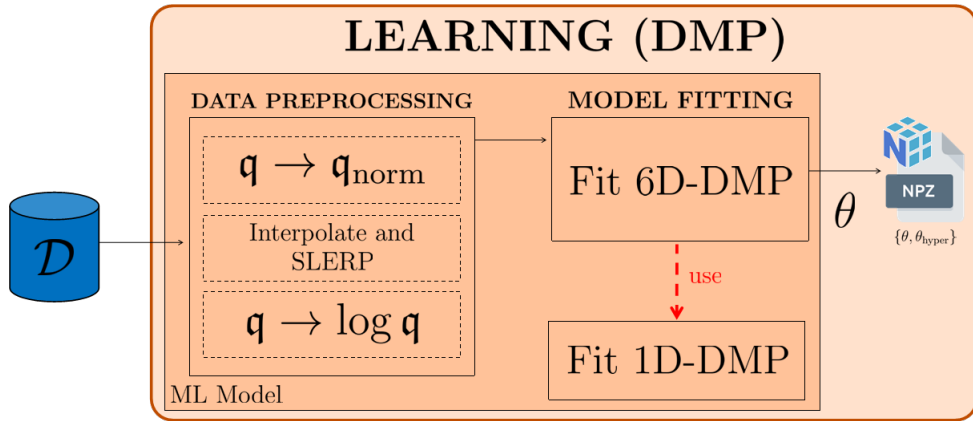 LEARNING (DMP)
DATA PREPROCESSING
𝔮 → 𝔮norm
Interpolate and
SLERP
𝔮 → log 𝔮
ML Model
MODEL FITTING
Fit 6D-DMP
use
Fit 1D-DMP
𝒟
θ
N
NPZ
{θ, θhyper}